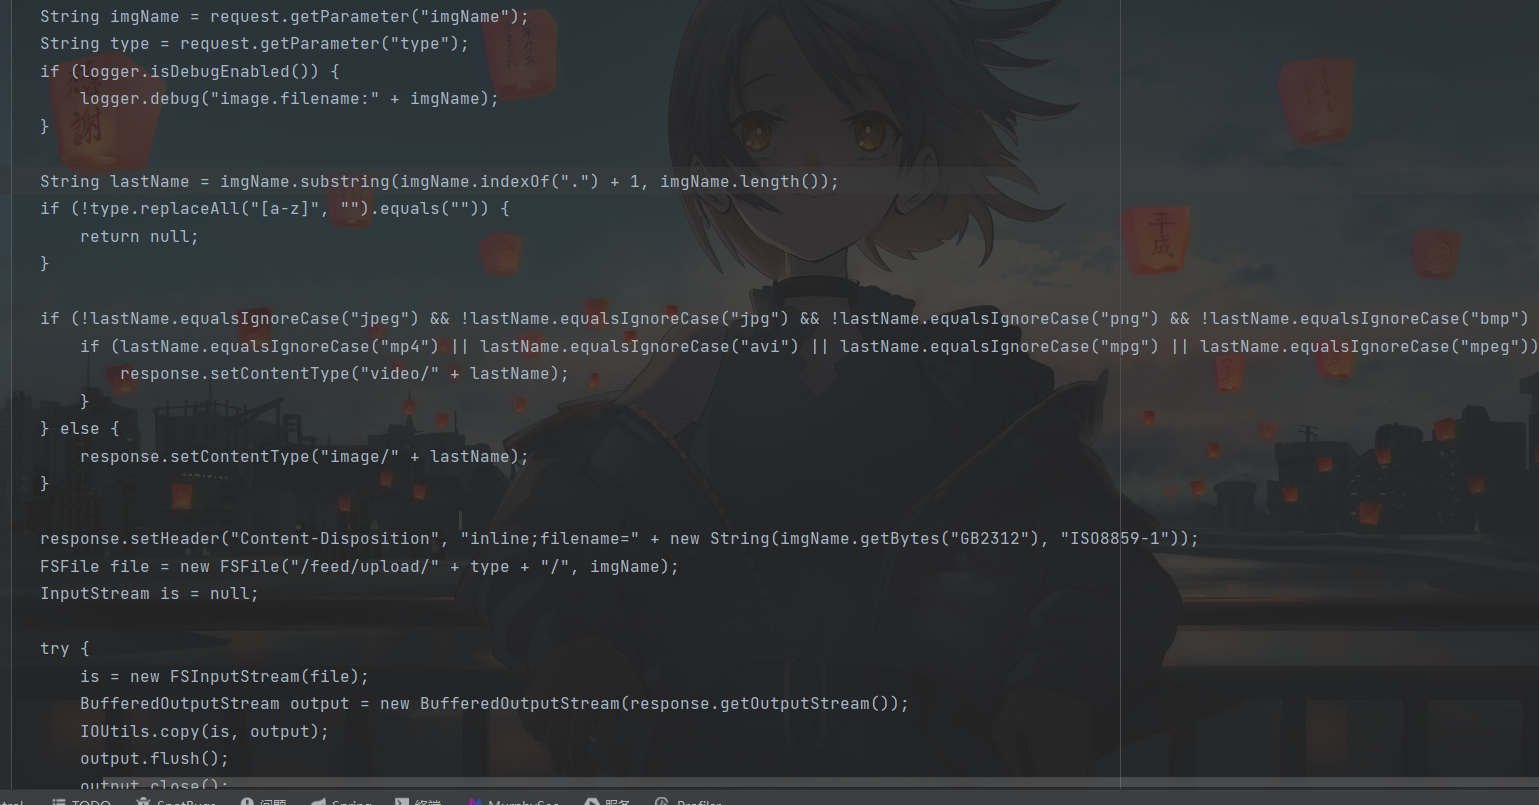 String imgName = request.getParameter("imgName");
String type = request.getParameter("type");
if (logger.isDebugEnabled()) {
logger.debug("image.filename:" + imgName);
}
String lastName = imgName.substring(imgName.indexOf(".") + 1, imgName.length());
if (!type.replaceAll("[a-z]", "").equals("")) {
return null;
}
if (!lastName.equalsIgnoreCase("jpeg") && !lastName.equalsIgnoreCase("jpg") && !lastName.equalsIgnoreCase("png") && !lastName.equalsIgnoreCase("bmp")
if (lastName.equalsIgnoreCase("mp4") || lastName.equalsIgnoreCase("avi") || lastName.equalsIgnoreCase("mpg") || lastName.equalsIgnoreCase("mpeg"))
response.setContentType("video/" + lastName);
}
} else {
response.setContentType("image/" + lastName);
}
response.setHeader("Content-Disposition", "inline;filename=" + new String(imgName.getBytes("GB2312"), "ISO8859-1"));
FSFile file = new FSFile("/feed/upload/" + type + "/", imgName);
InputStream is = null;
try {
is = new FSInputStream(file);
BufferedOutputStream output = new BufferedOutputStream(response.getOutputStream());
IOUtils.copy(is, output);
output.flush();
output.close();
TODO SpotBugs 问题 Spring 终端 MurphySec 服务 Profiler
謝
平成